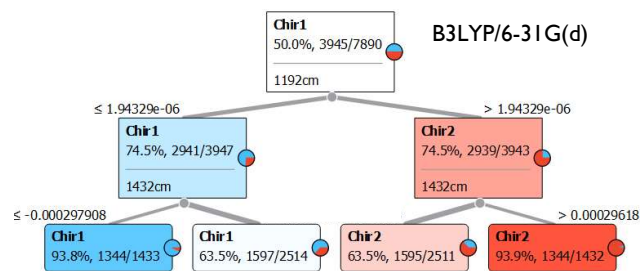 Chir1
50.0%, 3945/7890
1192cm
B3LYP/6-31G(d)
≤ 1.94329e-06
> 1.94329e-06
Chir1
74.5%, 2941/3947
1432cm
Chir2
74.5%, 2939/3943
1432cm
≤ -0.000297908
> 0.00029618
Chir1
93.8%, 1344/1433
Chir1
63.5%, 1597/2514
Chir2
63.5%, 1595/2511
Chir2
93.9%, 1344/1432